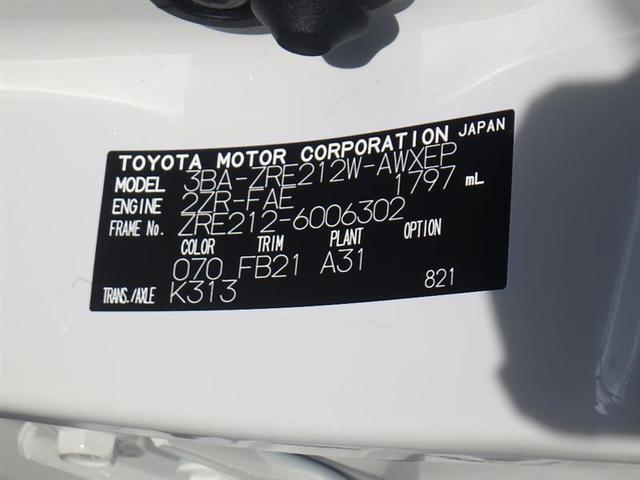 TOYOTA MOTOR CORPORATION JAPAN
MODEL 3BA-ZRE212W-AWXEP
ENGINE 2ZR-FAE 1797 mL
FRAME No. ZRE212-6006302
COLOR TRIM PLANT OPTION
070 FB21 A31
TRANS./AXLE K313 821